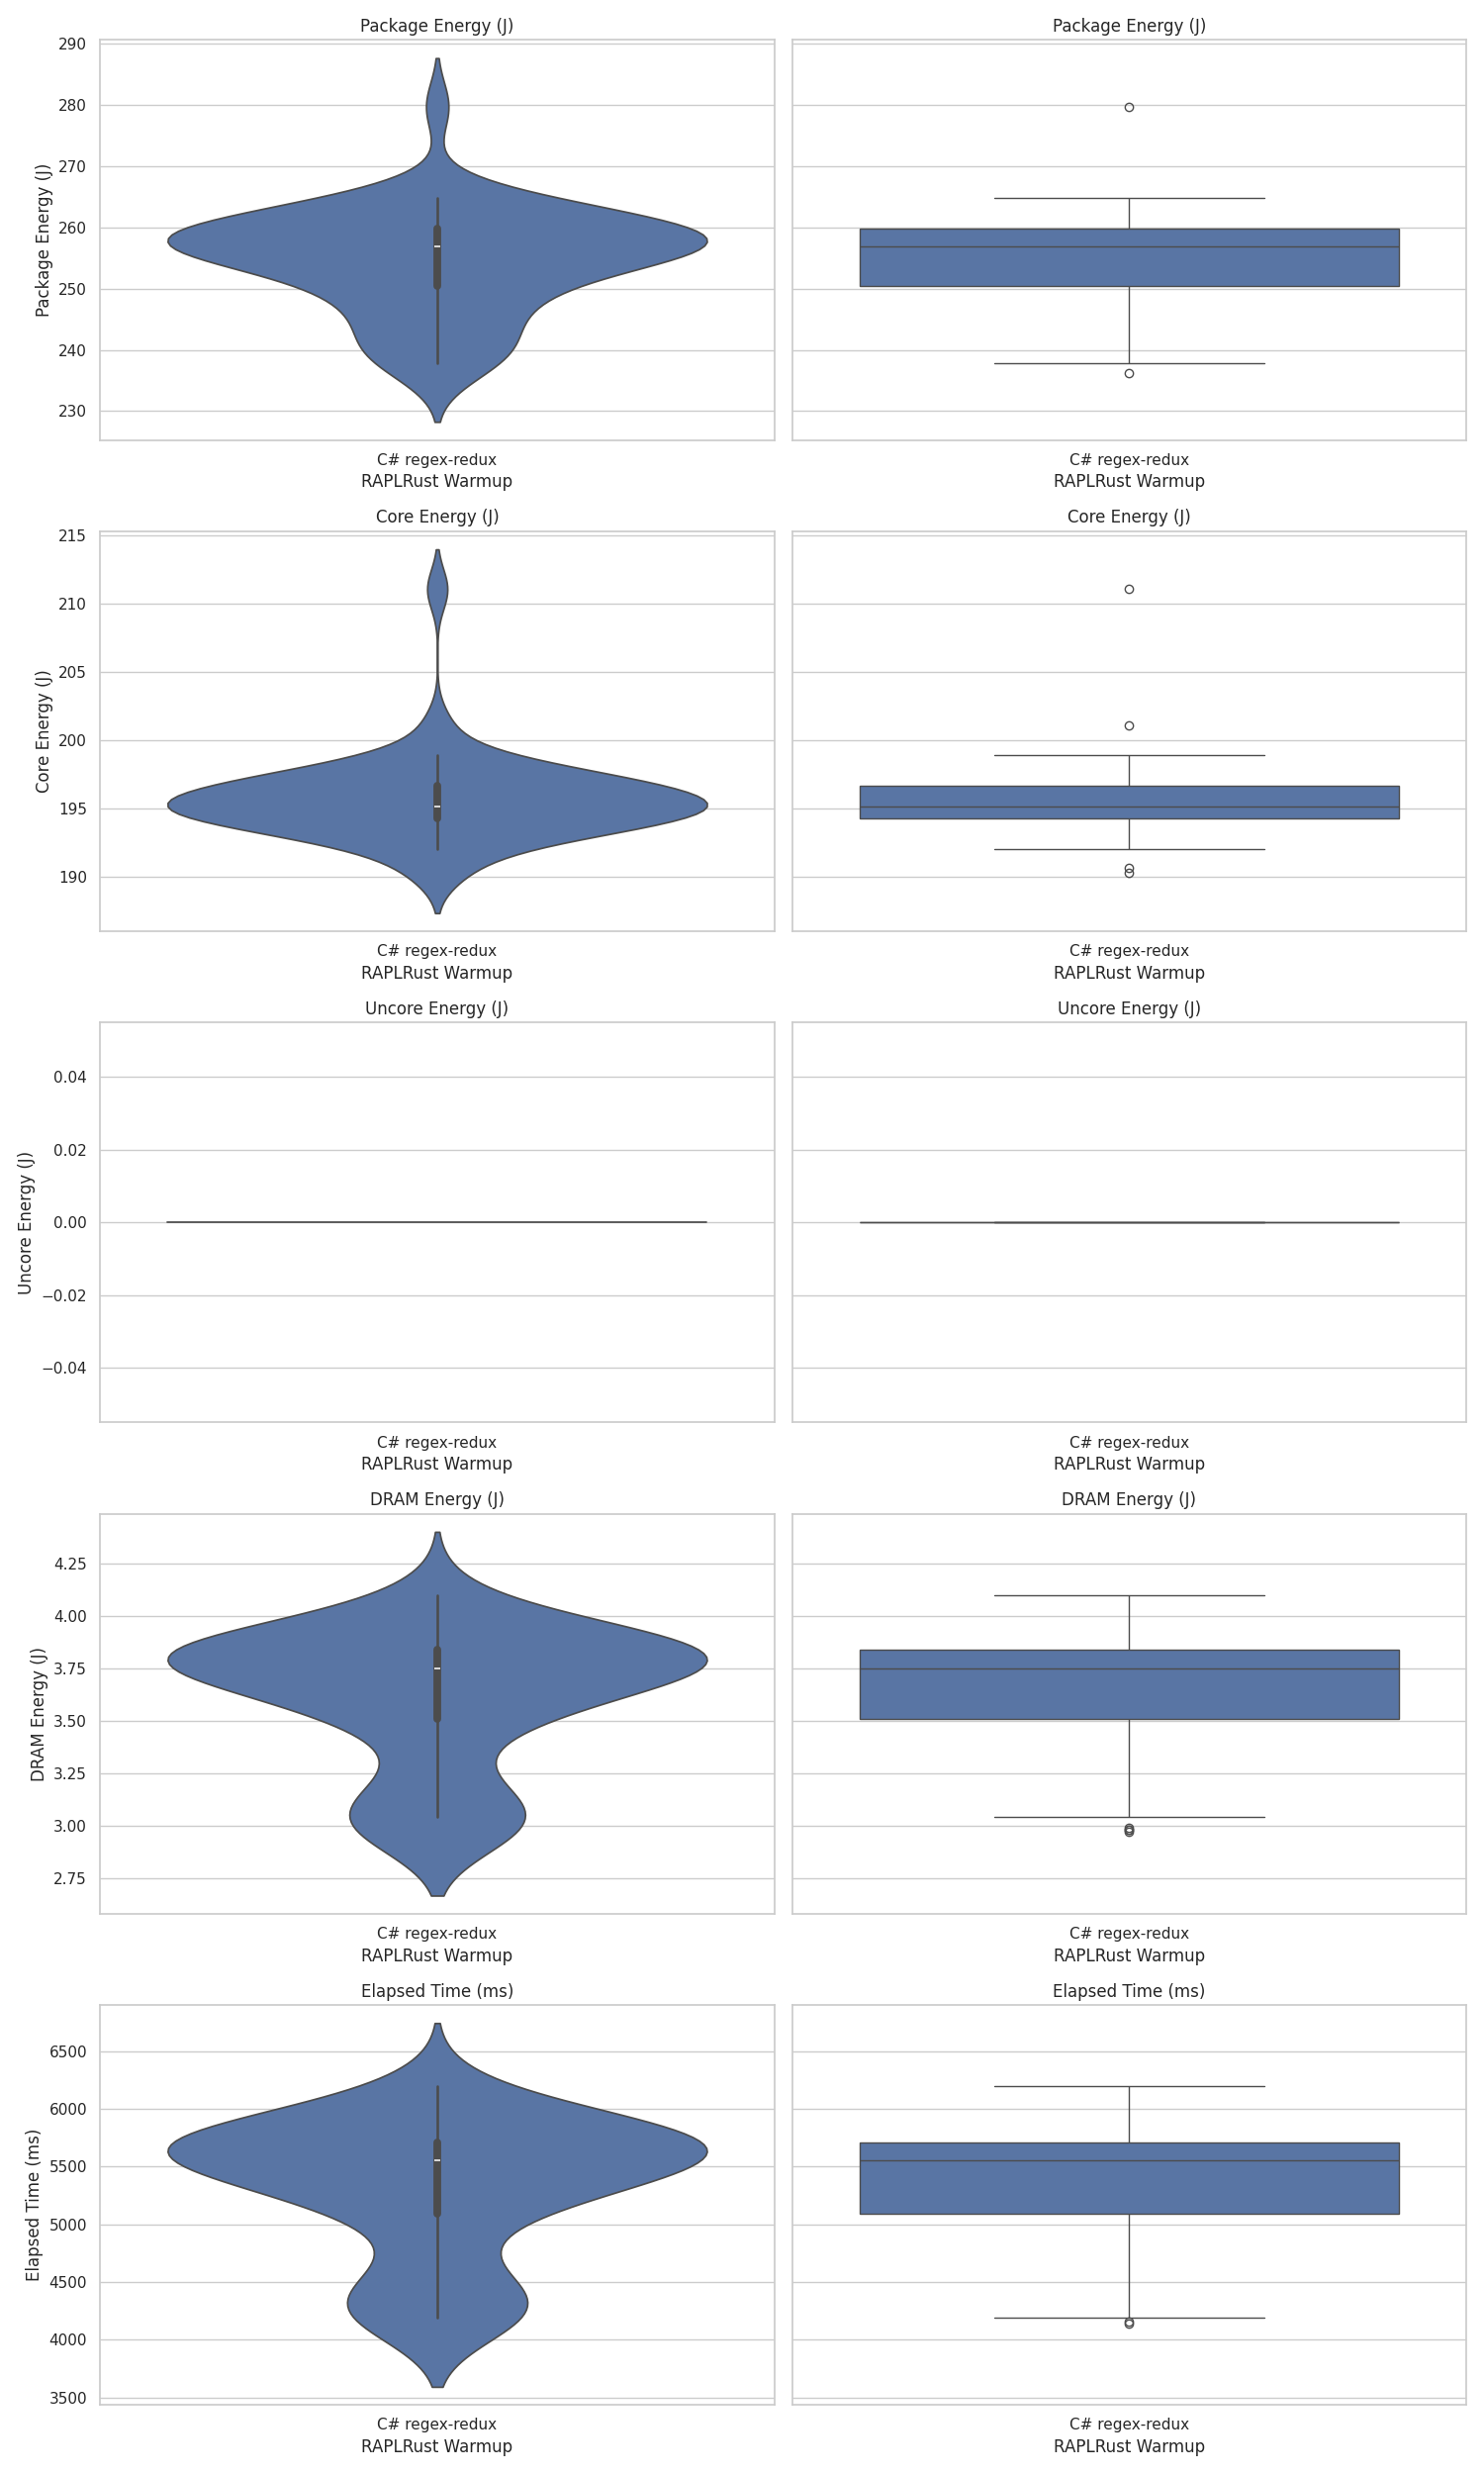 Package Energy (J)
Package Energy (J)
Package Energy (J)
290
280
270
260
250
240
230
C# regex-redux
RAPLRust Warmup
C# regex-redux
RAPLRust Warmup
Core Energy (J)
Core Energy (J)
Core Energy (J)
215
210
205
200
195
190
C# regex-redux
RAPLRust Warmup
C# regex-redux
RAPLRust Warmup
Uncore Energy (J)
Uncore Energy (J)
Uncore Energy (J)
0.04
0.02
0.00
−0.02
−0.04
C# regex-redux
RAPLRust Warmup
C# regex-redux
RAPLRust Warmup
DRAM Energy (J)
DRAM Energy (J)
DRAM Energy (J)
4.25
4.00
3.75
3.50
3.25
3.00
2.75
C# regex-redux
RAPLRust Warmup
C# regex-redux
RAPLRust Warmup
Elapsed Time (ms)
Elapsed Time (ms)
Elapsed Time (ms)
6500
6000
5500
5000
4500
4000
3500
C# regex-redux
RAPLRust Warmup
C# regex-redux
RAPLRust Warmup